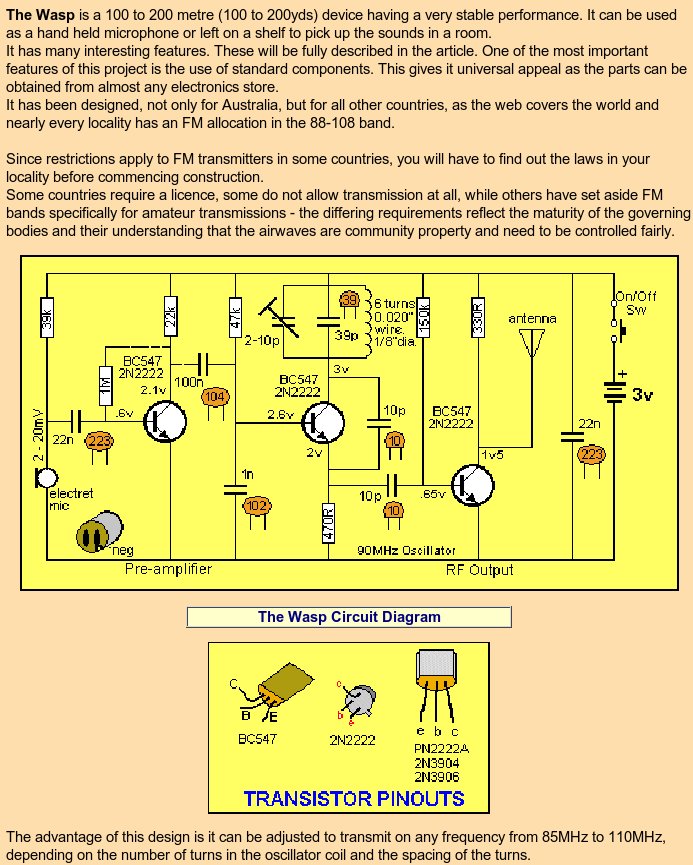 The Wasp is a 100 to 200 metre (100 to 200yds) device having a very stable performance. It can be used
as a hand held microphone or left on a shelf to pick up the sounds in a room.
It has many interesting features. These will be fully described in the article. One of the most important
features of this project is the use of standard components. This gives it universal appeal as the parts can be
obtained from almost any electronics store.
It has been designed, not only for Australia, but for all other countries, as the web covers the world and
nearly every locality has an FM allocation in the 88-108 band.
Since restrictions apply to FM transmitters in some countries, you will have to find out the laws in your
locality before commencing construction.
Some countries require a licence, some do not allow transmission at all, while others have set aside FM
bands specifically for amateur transmissions - the differing requirements reflect the maturity of the governing
bodies and their understanding that the airwaves are community property and need to be controlled fairly.
39k
22k
47k
2-10p
39
39p
6 turns
0.020"
wire.
1/8"dia.
150k
330R
antenna
On/Off
SW
+
3v
BC547
2N2222
2.1v
1M
100n
104
.6v
2 - 20mV
22n
223
electret
mic
neg
BC547
2N2222
3v
2.6v
2v
10p
10
1n
102
470R
10p
10
BC547
2N2222
1v5
.65v
22n
223
90MHz Oscillator
Pre-amplifier
RF Output
The Wasp Circuit Diagram
C
B
E
BC547
c
b
e
2N2222
e b c
PN2222A
2N3904
2N3906
TRANSISTOR PINOUTS
The advantage of this design is it can be adjusted to transmit on any frequency from 85MHz to 110MHz,
depending on the number of turns in the oscillator coil and the spacing of the turns.